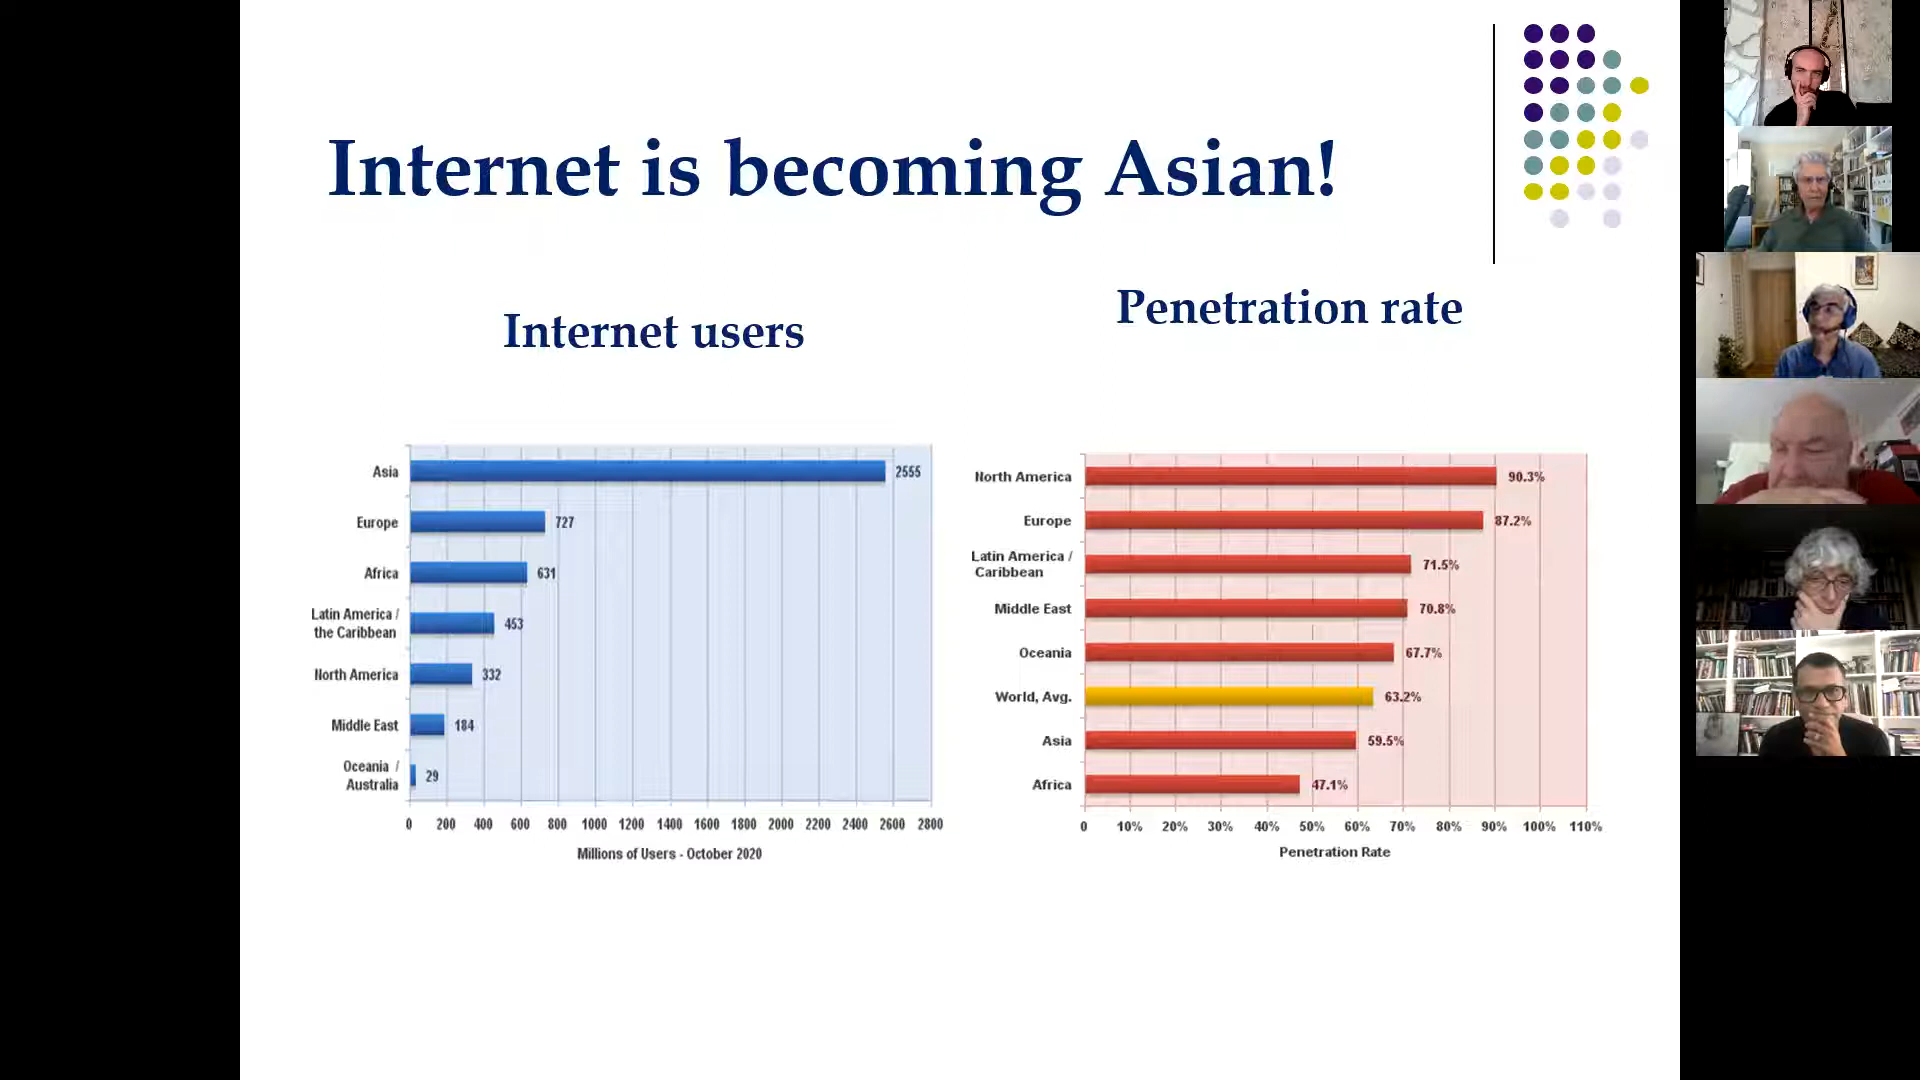 Internet is becoming Asian!
Internet users
Penetration rate
Asia
2555
Europe
727
Africa
631
Latin America /
the Caribbean
453
North America
332
Middle East
184
Oceania /
Australia
29
0 200 400 600 800 1000 1200 1400 1600 1800 2000 2200 2400 2600 2800
Millions of Users - October 2020
North America
90.3%
Europe
87.2%
Latin America /
Caribbean
71.5%
Middle East
70.8%
Oceania
67.7%
World, Avg.
63.2%
Asia
59.5%
Africa
47.1%
0 10% 20% 30% 40% 50% 60% 70% 80% 90% 100% 110%
Penetration Rate